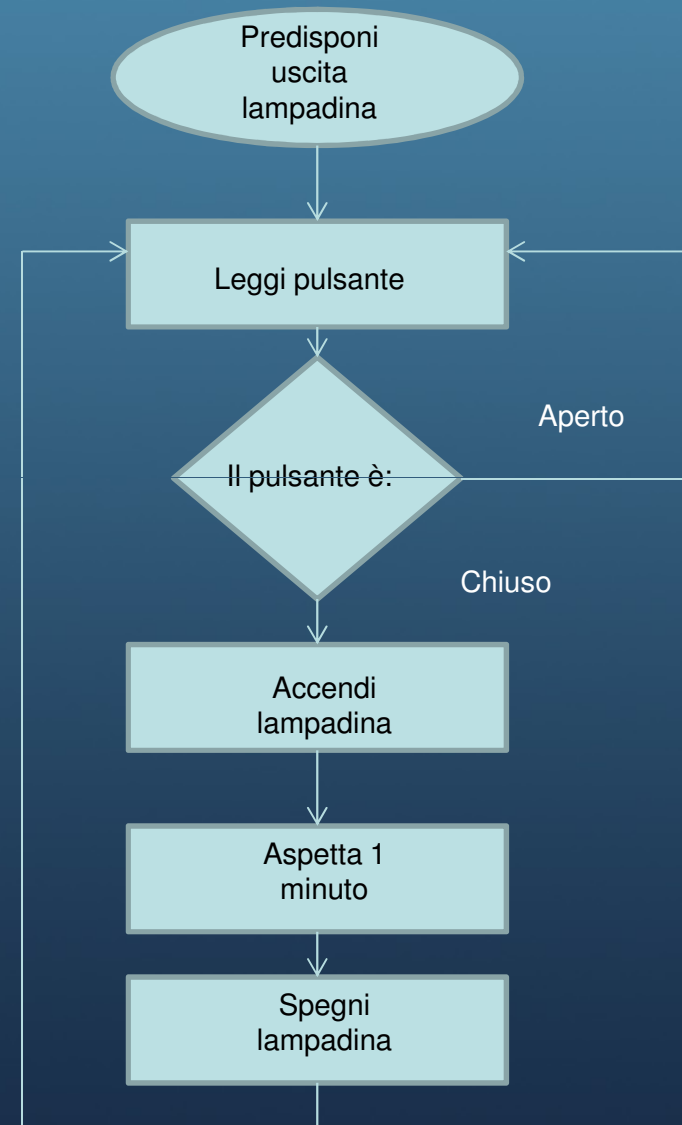 Predisponi
uscita
lampadina
Leggi pulsante
Aperto
Il pulsante è:
Chiuso
Accendi
lampadina
Aspetta 1
minuto
Spegni
lampadina